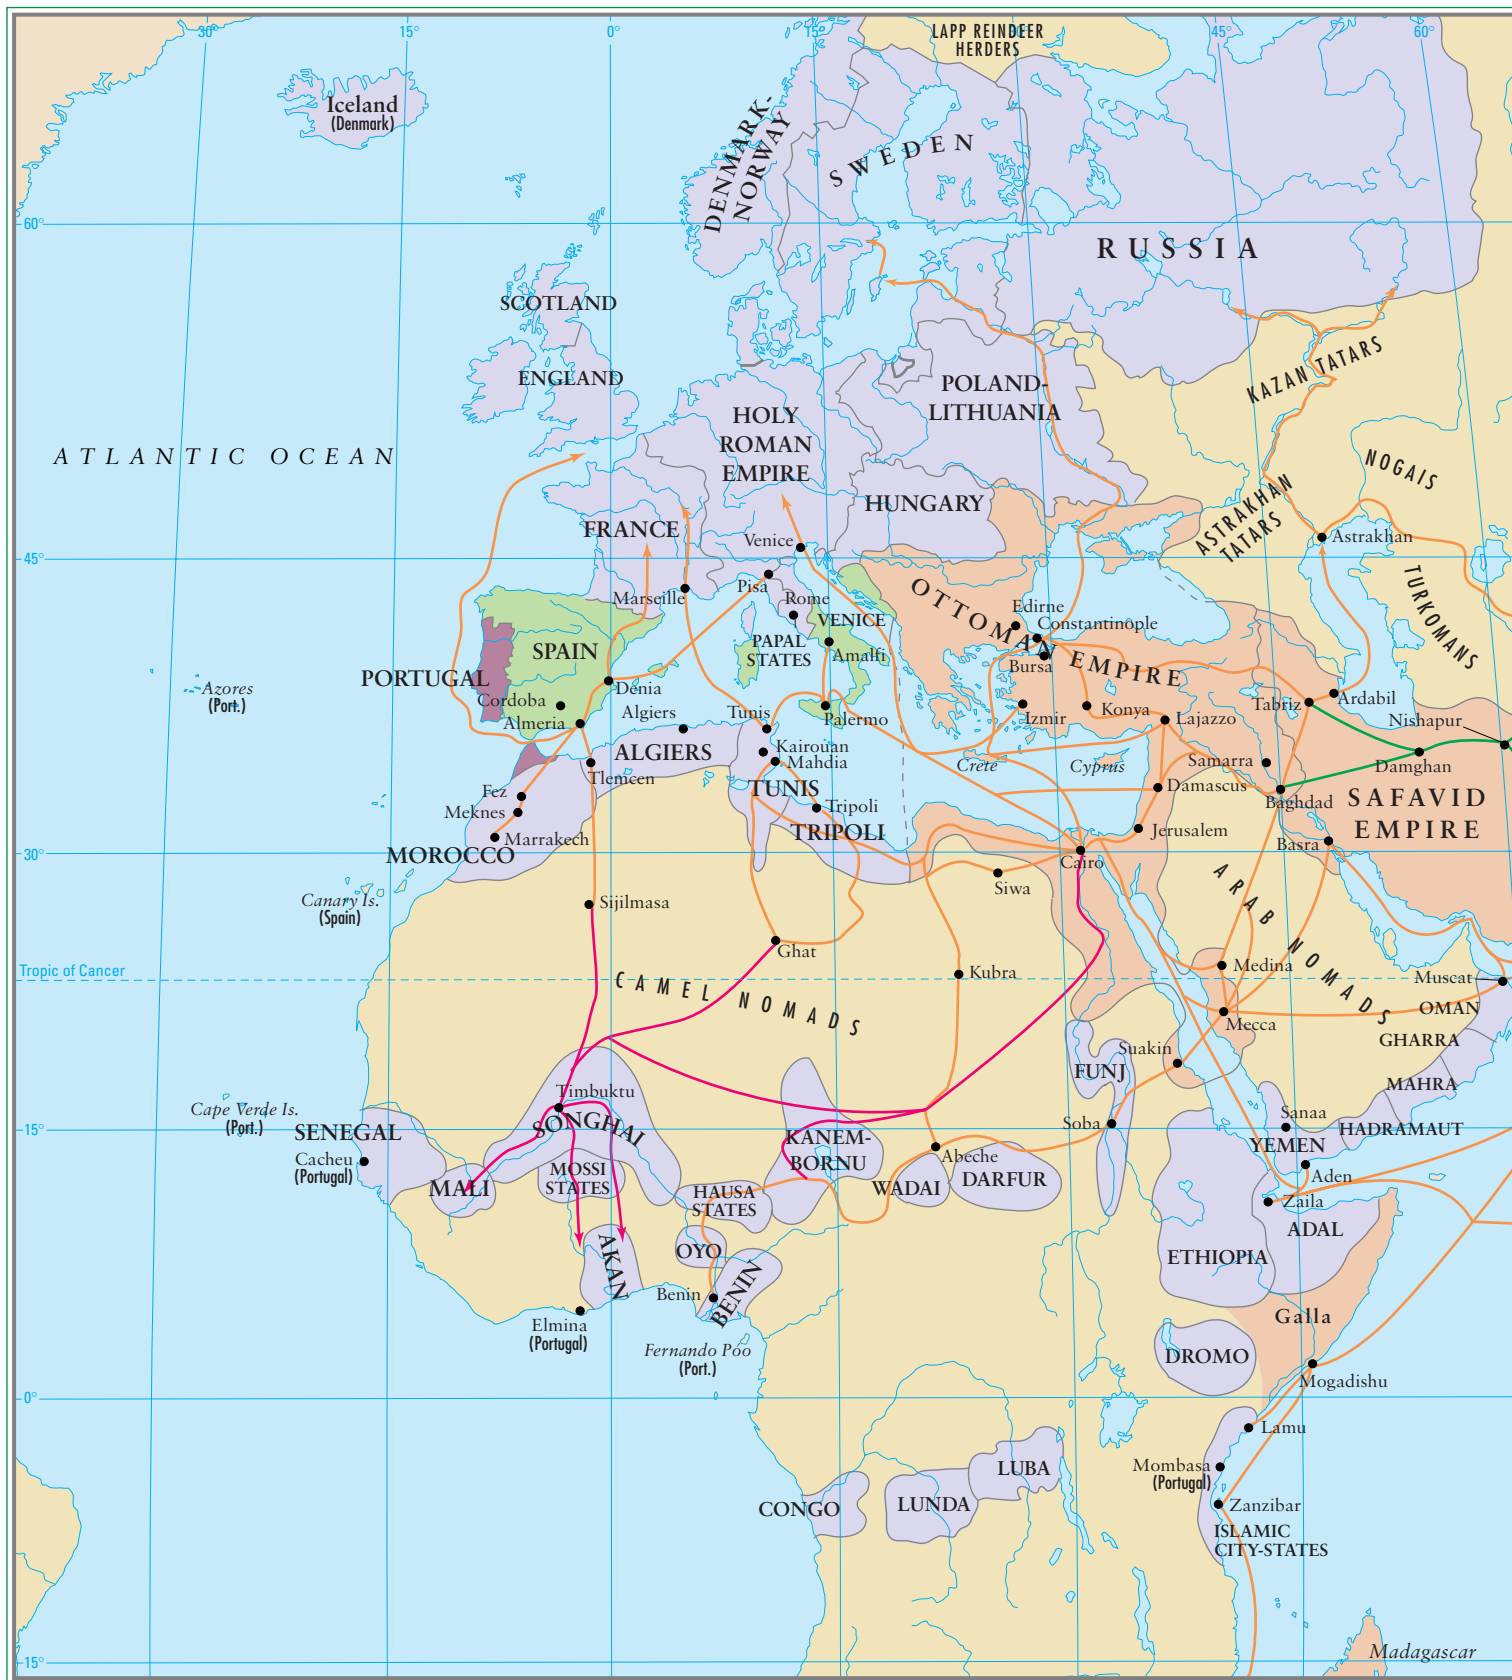 30°
15°
0°
15°
45°
60°
LAPP REINDEER
HERDERS
Iceland
(Denmark)
DENMARK-
NORWAY
SWEDEN
60°
RUSSIA
SCOTLAND
ENGLAND
KAZAN TATARS
POLAND-
LITHUANIA
HOLY
ROMAN
EMPIRE
ATLANTIC OCEAN
NOGAIS
HUNGARY
ASTRAKHAN
TATARS
FRANCE
Venice
Astrakhan
45°
Pisa
Marseille
Rome
VENICE
OTTOMAN EMPIRE
Edirne
Constantinople
TURKOMANS
SPAIN
PAPAL
STATES
Amalfi
Bursa
PORTUGAL
Denia
Azores
(Port.)
Cordoba
Almeria
Algiers
Tunis
Palermo
Izmir
Konya
Lajazzo
Tabriz
Ardabil
Nishapur
ALGIERS
Kairouan
Mahdia
Crete
Cyprus
Samarra
Damghan
Tlemcen
TUNIS
Damascus
Baghdad
SAFAVID
EMPIRE
Fez
Meknes
Tripoli
TRIPOLI
Jerusalem
Marrakech
MOROCCO
Basra
30°
Cairo
Siwa
Canary Is.
(Spain)
Sijilmasa
ARAB NOMADS
Ghat
Tropic of Cancer
Kubra
Medina
Muscat
CAMEL NOMADS
OMAN
Mecca
GHARRA
Suakin
FUNJ
MAHRA
Timbuktu
Cape Verde Is.
(Port.)
SONGHAI
Sanaa
15°
SENEGAL
Soba
HADRAMAUT
KANEM-
BORNU
YEMEN
Cacheu
(Portugal)
Abeche
Aden
MOSSI
STATES
MALI
WADAI
DARFUR
HAUSA
STATES
Zaila
ADAL
OYO
AKAN
ETHIOPIA
Benin
BENIN
Elmina
(Portugal)
Galla
Fernando Póo
(Port.)
DROMO
Mogadishu
0°
Lamu
Mombasa
(Portugal)
LUBA
CONGO
LUNDA
Zanzibar
ISLAMIC
CITY-STATES
Madagascar
15°